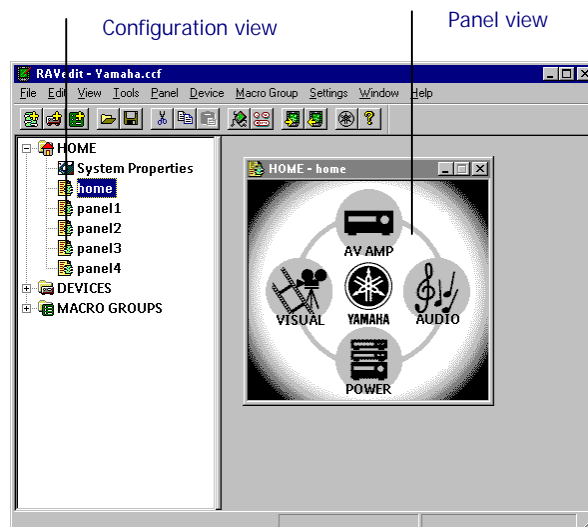 Configuration view
Panel view
RAVedit - Yamaha.ccf
File Edit View Tools Panel Device Macro Group Settings Window Help
HOME
System Properties
home
panel1
panel2
panel3
panel4
DEVICES
MACRO GROUPS
HOME - home
AV AMP
VISUAL
YAMAHA
AUDIO
POWER